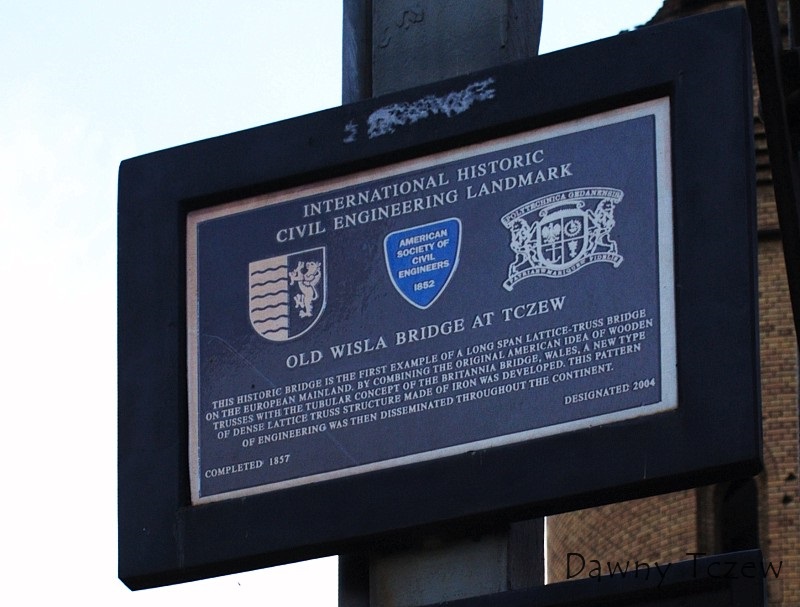 INTERNATIONAL HISTORIC
CIVIL ENGINEERING LANDMARK
AMERICAN
SOCIETY OF
CIVIL
ENGINEERS
1852
POLYTECHNICA GEDANENSIS
OLD WISLA BRIDGE AT TCZEW
THIS HISTORIC BRIDGE IS THE FIRST EXAMPLE OF A LONG SPAN LATTICE-TRUSS BRIDGE
ON THE EUROPEAN MAINLAND. BY COMBINING THE ORIGINAL AMERICAN IDEA OF WOODEN
TRUSSES WITH THE TUBULAR CONCEPT OF THE BRITANNIA BRIDGE, WALES, A NEW TYPE
OF DENSE LATTICE TRUSS STRUCTURE MADE OF IRON WAS DEVELOPED. THIS PATTERN
OF ENGINEERING WAS THEN DISSEMINATED THROUGHOUT THE CONTINENT.
DESIGNATED: 2004
COMPLETED: 1857
Dawny Tczew